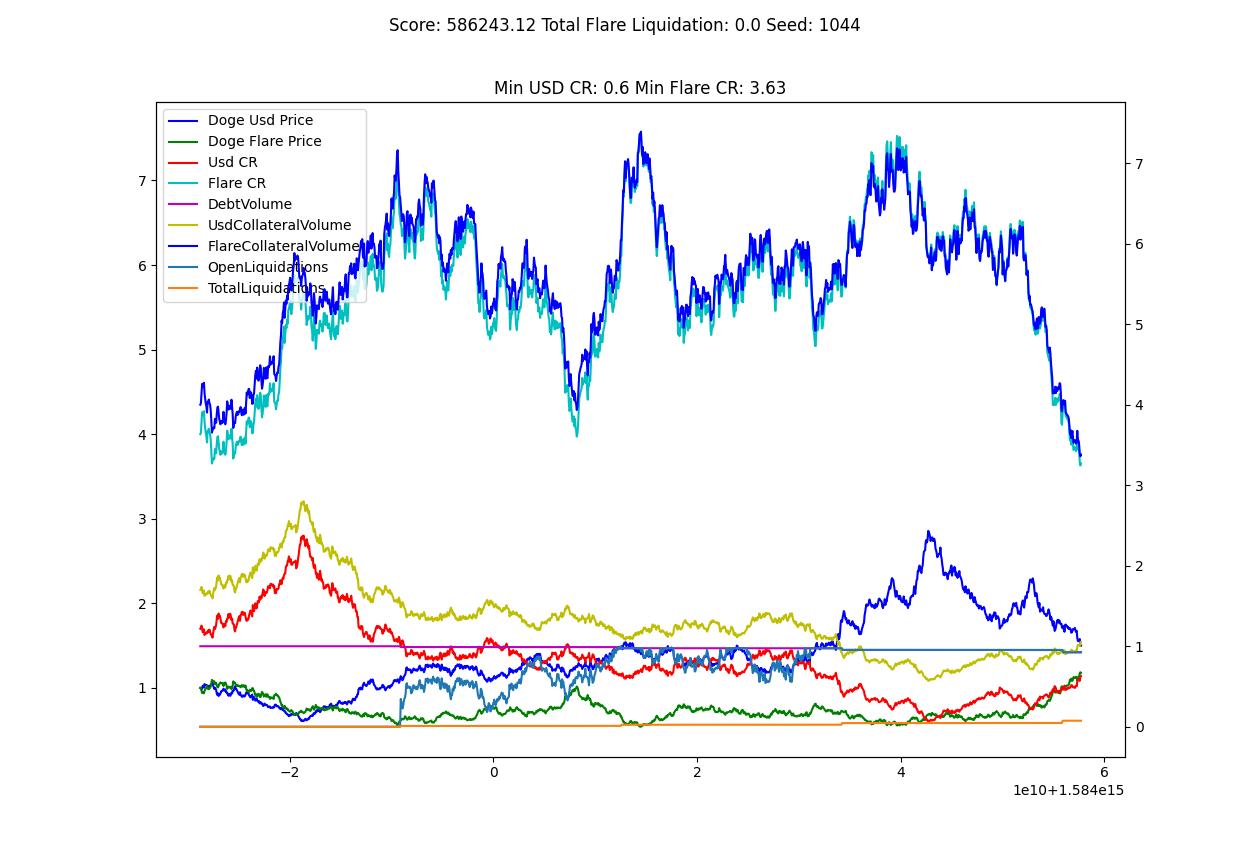 Score: 586243.12 Total Flare Liquidation: 0.0 Seed: 1044
Min USD CR: 0.6 Min Flare CR: 3.63
Doge Usd Price
Doge Flare Price
Usd CR
Flare CR
DebtVolume
UsdCollateralVolume
FlareCollateralVolume
OpenLiquidations
TotalLiquidations
7
6
5
4
3
2
1
7
6
5
4
3
2
1
0
−2 0 2 4 6
1e10+1.584e15